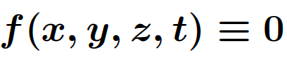 f(x, y, z, t) ≡ 0